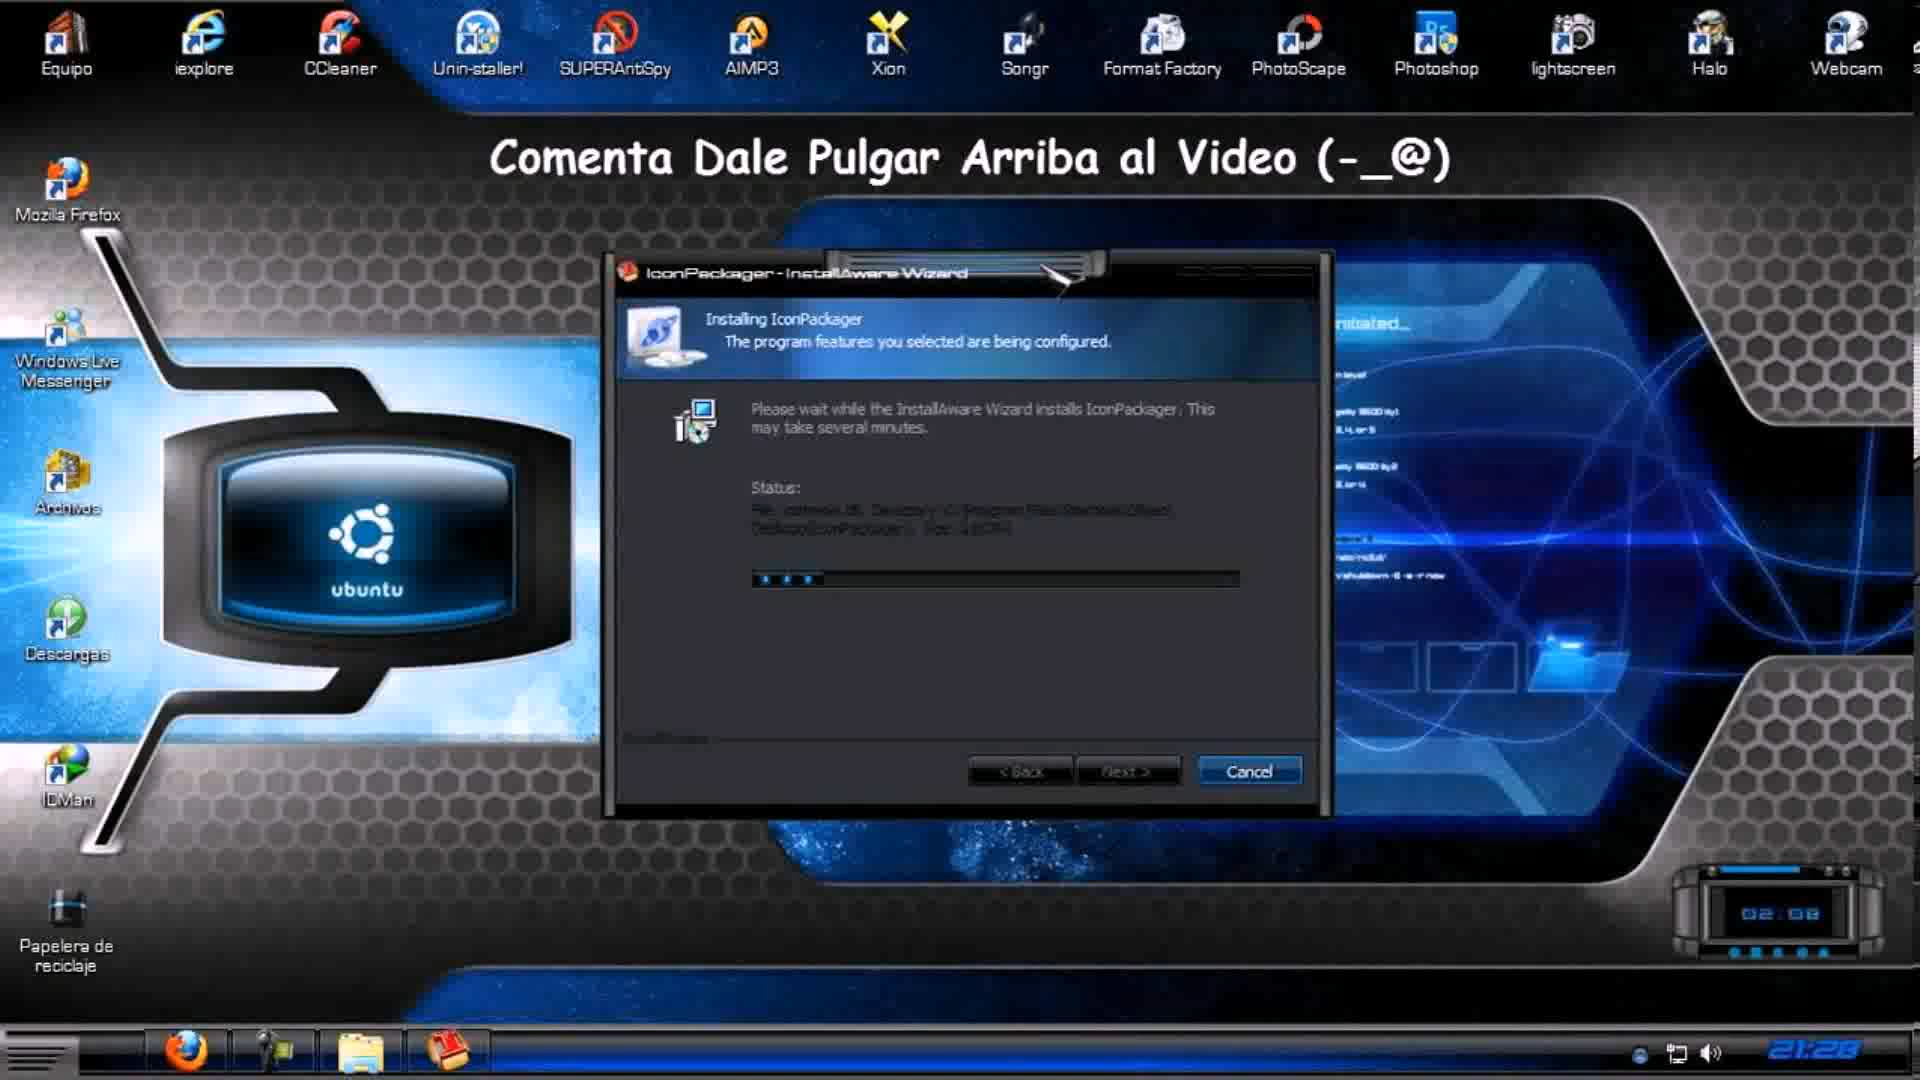 Equipo
iexplore
CCleaner
Unin-staller!
SUPERAntiSpy
AIMP3
Xion
Songr
Format Factory
PhotoScape
Photoshop
lightscreen
Halo
Webcam
Comenta Dale Pulgar Arriba al Video (-_@)
Mozilla Firefox
Windows Live
Messenger
Archivos
Descargas
IDMan
Papelera de
reciclaje
ubuntu
IconPackager - InstallAware Wizard
Installing IconPackager
The program features you selected are being configured.
Please wait while the InstallAware Wizard installs IconPackager. This
may take several minutes.
Status:
< Back
Next >
Cancel
02:08
21:28